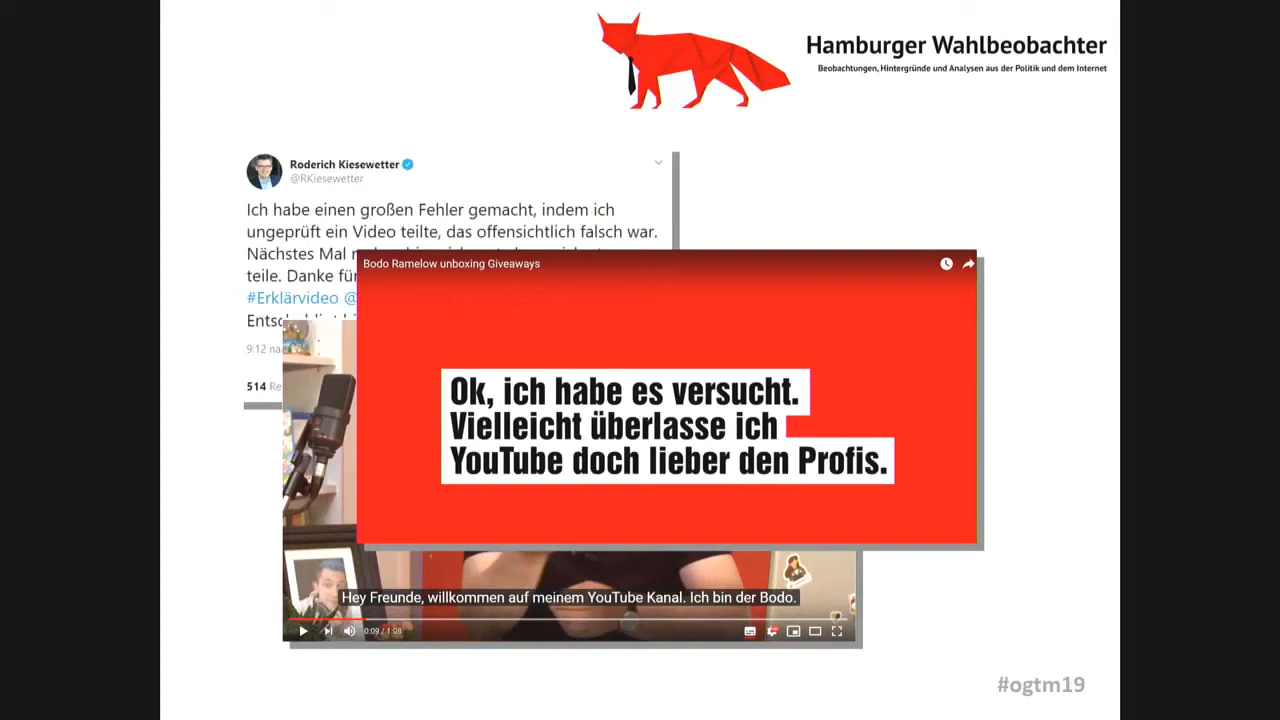 Hamburger Wahlbeobachter
Beobachtungen, Hintergründe und Analysen aus der Politik und dem Internet
Roderich Kiesewetter
@RKiesewetter
Ich habe einen großen Fehler gemacht, indem ich
ungeprüft ein Video teilte, das offensichtlich falsch war.
Nächstes Mal
teile. Danke für
#Erklärvideo @
9:12
514
Bodo Ramelow unboxing Giveaways
Ok, ich habe es versucht.
Vielleicht überlasse ich
YouTube doch lieber den Profis.
Hey Freunde, willkommen auf meinem YouTube Kanal. Ich bin der Bodo.
0:09 / 1:08
#ogtm19